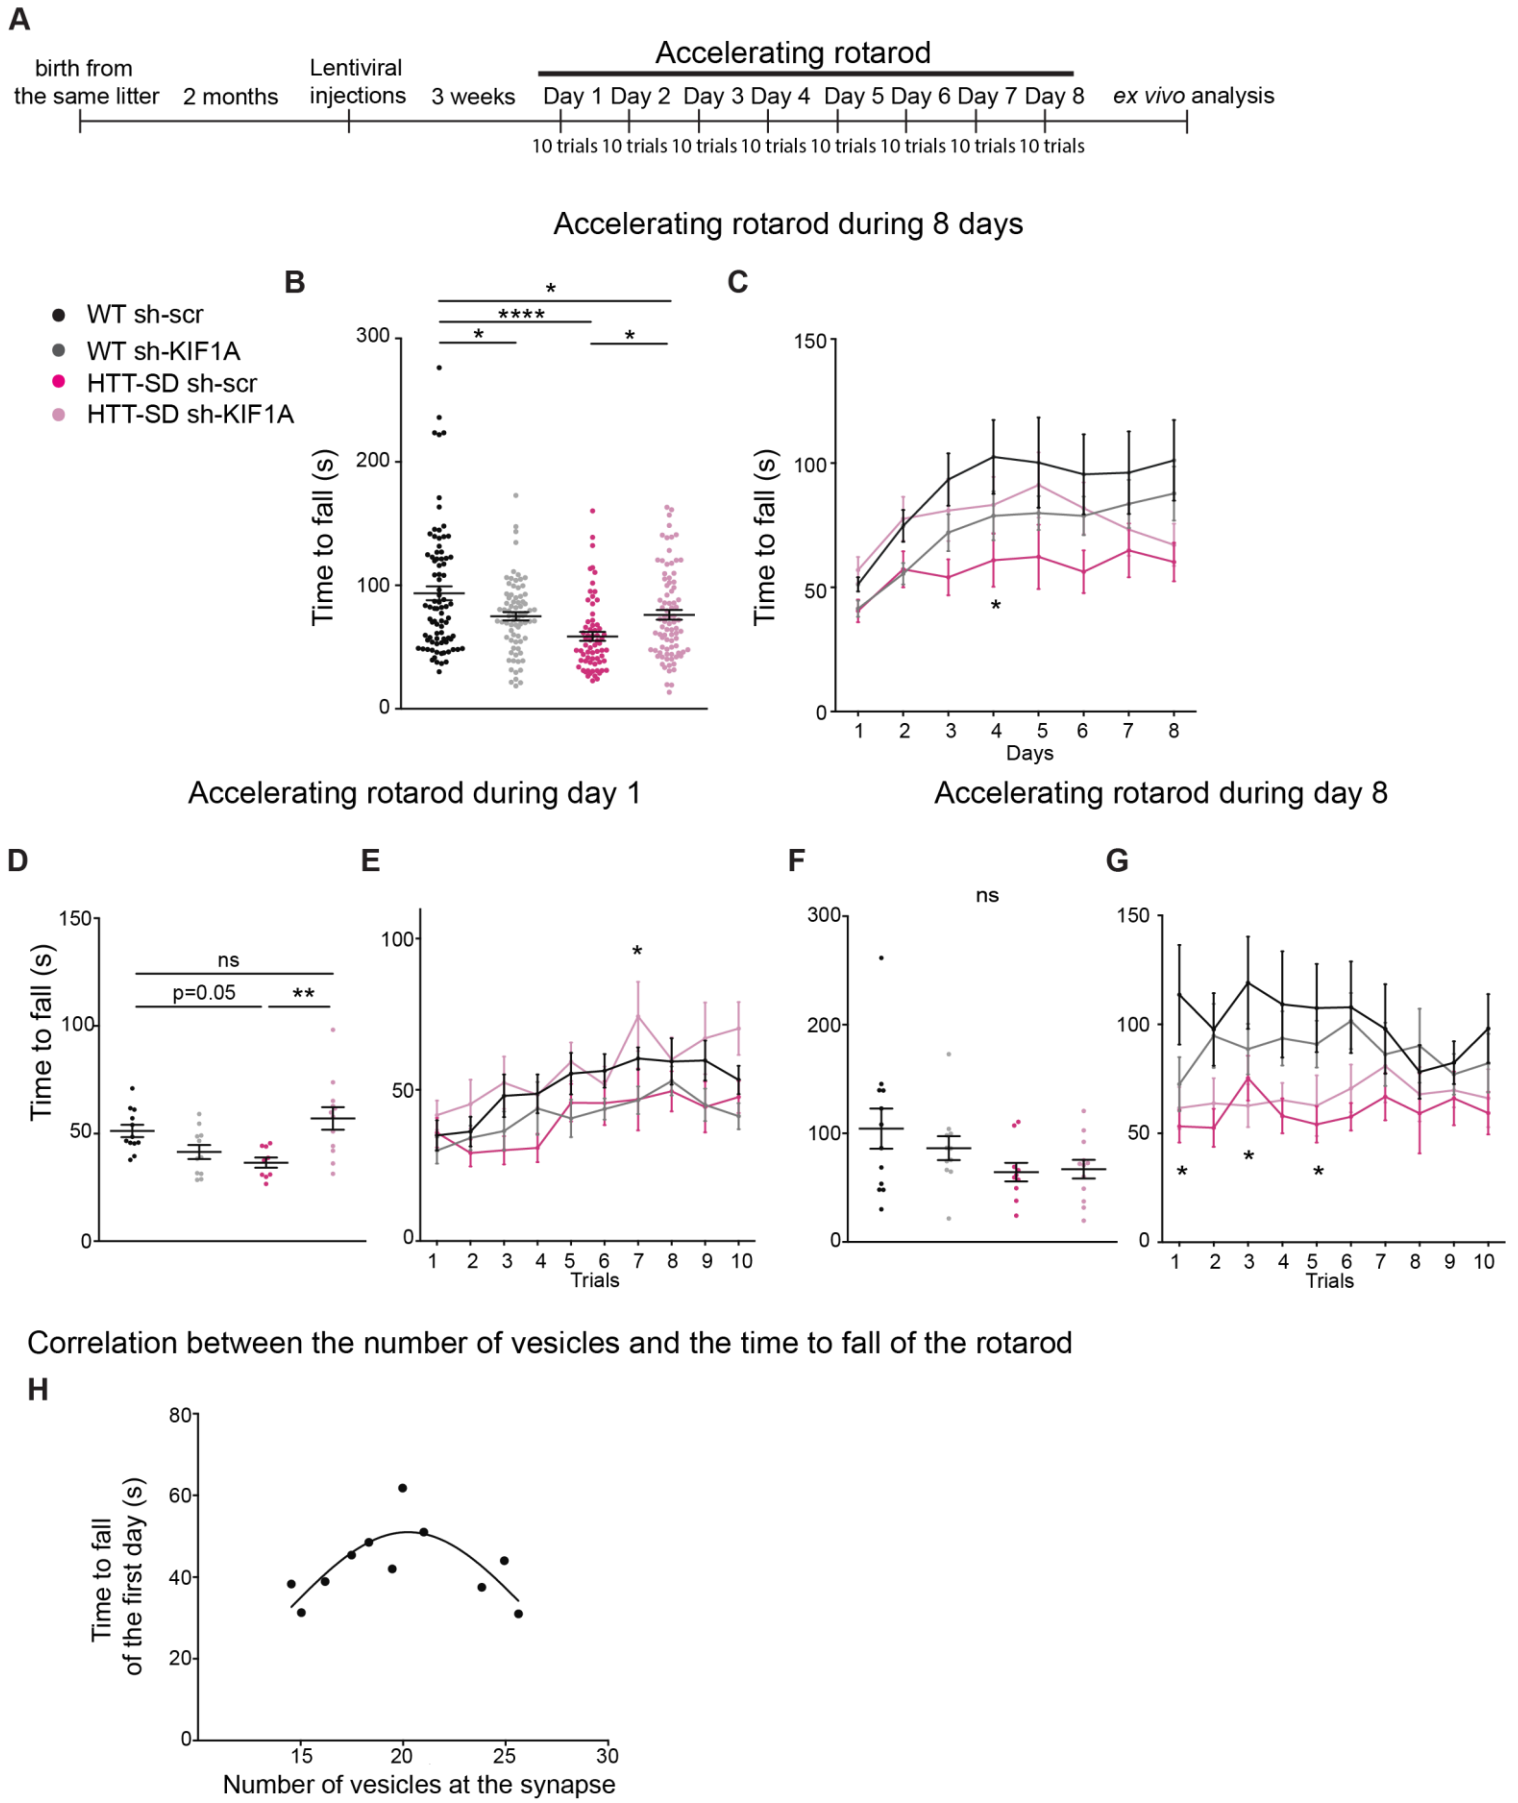 A
birth from
the same litter
2 months
Lentiviral
injections
3 weeks
Accelerating rotarod
Day 1 Day 2 Day 3 Day 4 Day 5 Day 6 Day 7 Day 8
10 trials 10 trials 10 trials 10 trials 10 trials 10 trials 10 trials 10 trials
ex vivo analysis
Accelerating rotarod during 8 days
WT sh-scr
WT sh-KIF1A
HTT-SD sh-scr
HTT-SD sh-KIF1A
B
*
****
* *
Time to fall (s)
300
200
100
0
C
Time to fall (s)
150
100
50
0
*
1 2 3 4 5 6 7 8
Days
Accelerating rotarod during day 1
Accelerating rotarod during day 8
D
Time to fall (s)
150
100
50
0
ns
p=0.05 **
E
100
50
0
*
1 2 3 4 5 6 7 8 9 10
Trials
F
ns
300
200
100
0
G
150
100
50
0
* * *
1 2 3 4 5 6 7 8 9 10
Trials
Correlation between the number of vesicles and the time to fall of the rotarod
H
Time to fall
of the first day (s)
80
60
40
20
0
15 20 25 30
Number of vesicles at the synapse